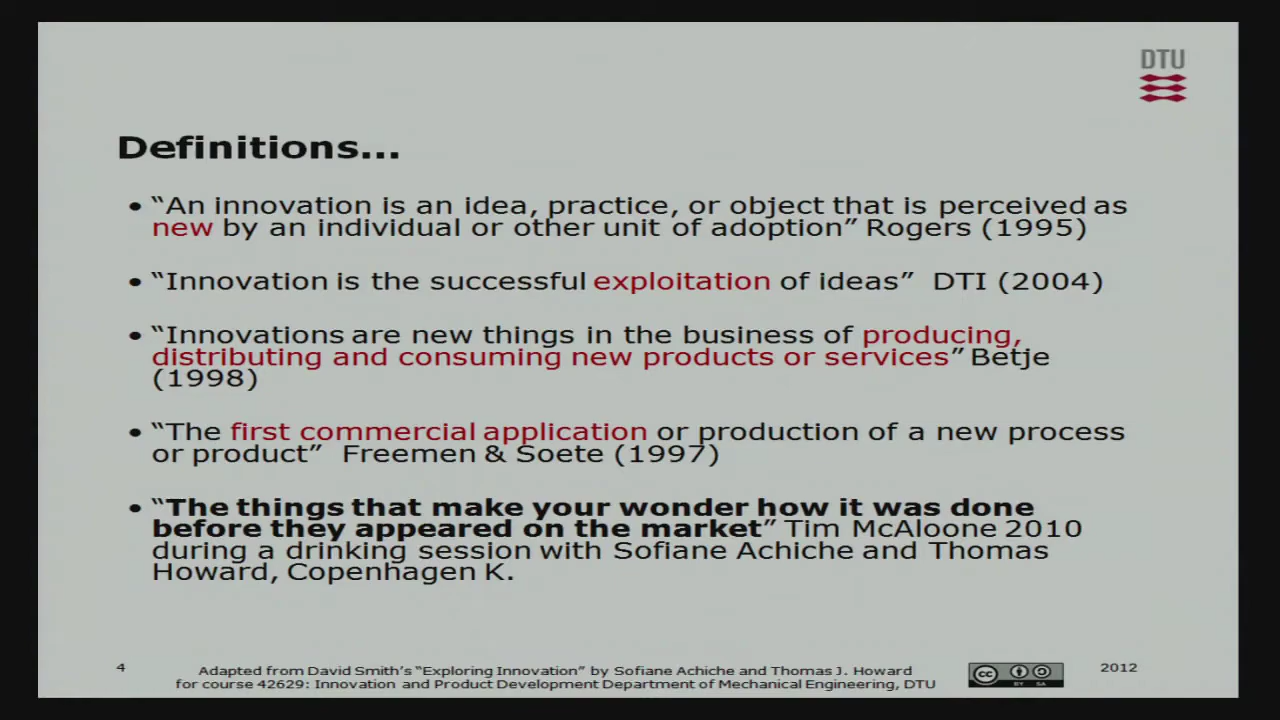 DTU
Definitions...
• “An innovation is an idea, practice, or object that is perceived as
new by an individual or other unit of adoption” Rogers (1995)
• “Innovation is the successful exploitation of ideas” DTI (2004)
• “Innovations are new things in the business of producing,
distributing and consuming new products or services” Betje
(1998)
• “The first commercial application or production of a new process
or product” Freemen & Soete (1997)
• “The things that make your wonder how it was done
before they appeared on the market” Tim McAloone 2010
during a drinking session with Sofiane Achiche and Thomas
Howard, Copenhagen K.
4
Adapted from David Smith's “Exploring Innovation” by Sofiane Achiche and Thomas J. Howard
for course 42629: Innovation and Product Development Department of Mechanical Engineering, DTU
cc
BY SA
2012